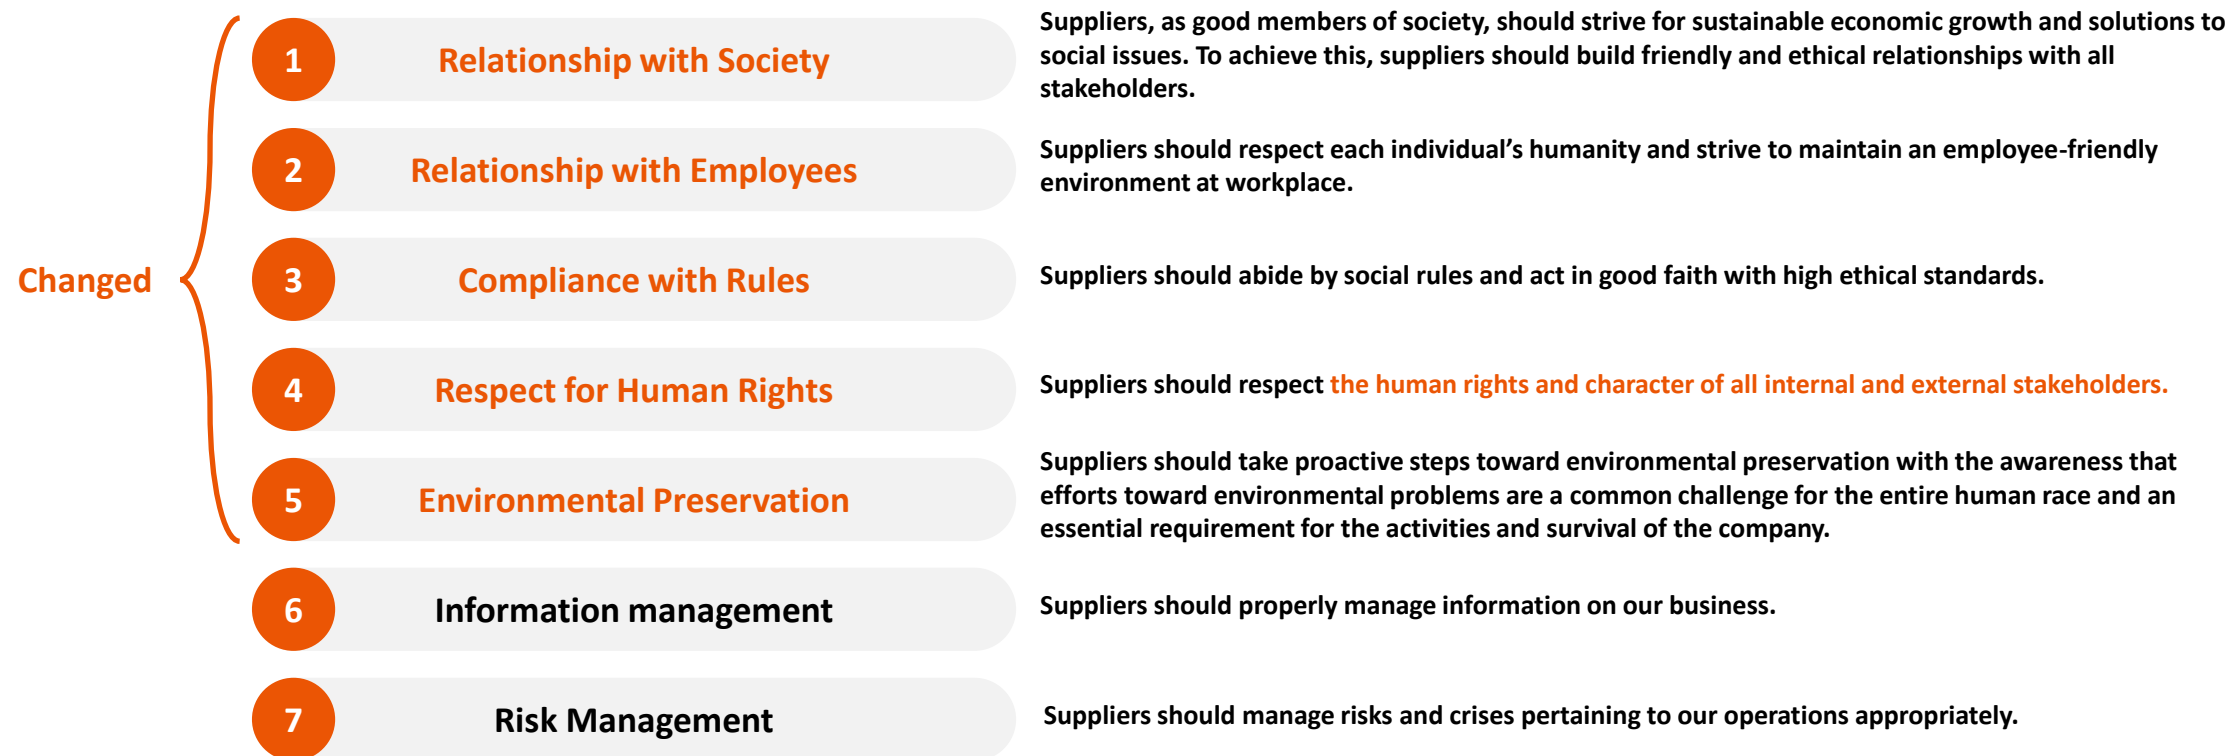 1
Relationship with Society
Suppliers, as good members of society, should strive for sustainable economic growth and solutions to
social issues. To achieve this, suppliers should build friendly and ethical relationships with all
stakeholders.
2
Relationship with Employees
Suppliers should respect each individual’s humanity and strive to maintain an employee-friendly
environment at workplace.
Changed
3
Compliance with Rules
Suppliers should abide by social rules and act in good faith with high ethical standards.
4
Respect for Human Rights
Suppliers should respect the human rights and character of all internal and external stakeholders.
5
Environmental Preservation
Suppliers should take proactive steps toward environmental preservation with the awareness that
efforts toward environmental problems are a common challenge for the entire human race and an
essential requirement for the activities and survival of the company.
6
Information management
Suppliers should properly manage information on our business.
7
Risk Management
Suppliers should manage risks and crises pertaining to our operations appropriately.